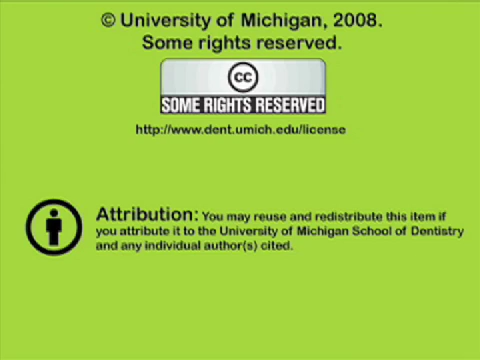 © University of Michigan, 2008.
Some rights reserved.
cc
SOME RIGHTS RESERVED
http://www.dent.umich.edu/license
Attribution: You may reuse and redistribute this item if
you attribute it to the University of Michigan School of Dentistry
and any individual author(s) cited.